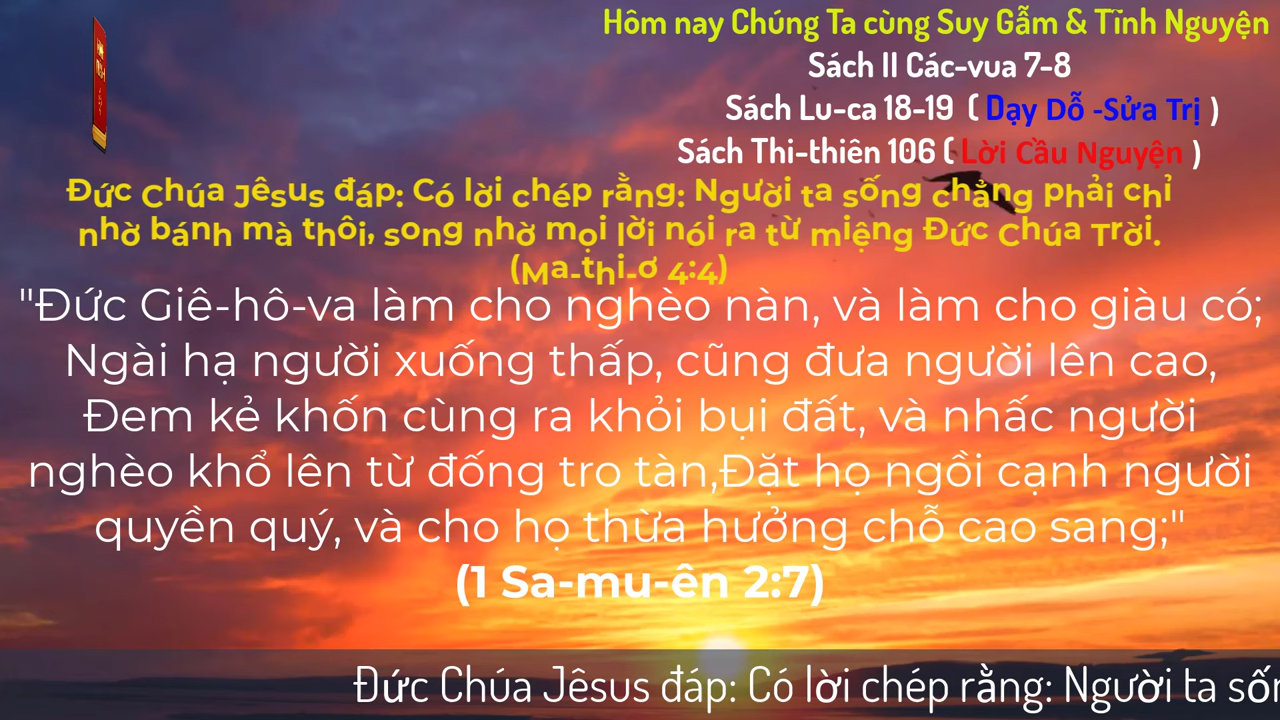 Hôm nay Chúng Ta cùng Suy Gẫm & Tĩnh Nguyện
Sách II Các-vua 7-8
Sách Lu-ca 18-19 ( Dạy Dỗ -Sửa Trị )
Sách Thi-thiên 106 ( Lời Cầu Nguyện )
Đức Chúa Jêsus đáp: Có lời chép rằng: Người ta sống chẳng phải chỉ
nhờ bánh mà thôi, song nhờ mọi lời nói ra từ miệng Đức Chúa Trời.
(Ma-thi-ơ 4:4)
"Đức Giê-hô-va làm cho nghèo nàn, và làm cho giàu có;
Ngài hạ người xuống thấp, cũng đưa người lên cao,
Đem kẻ khốn cùng ra khỏi bụi đất, và nhấc người
nghèo khổ lên từ đống tro tàn,Đặt họ ngồi cạnh người
quyền quý, và cho họ thừa hưởng chỗ cao sang;"
(1 Sa-mu-ên 2:7)
Đức Chúa Jêsus đáp: Có lời chép rằng: Người ta sốn